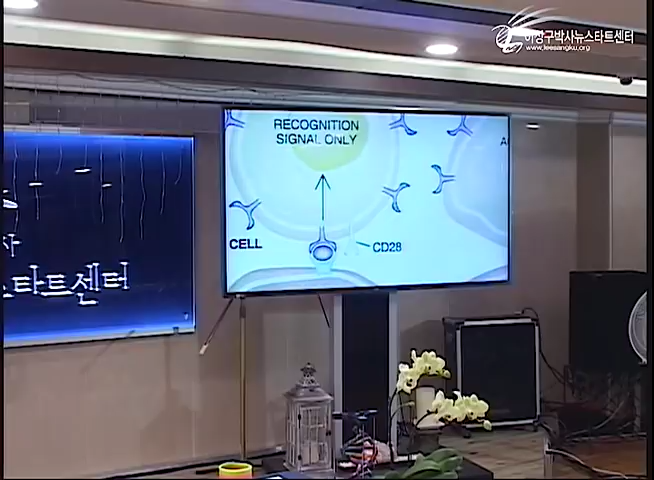 이상구박사뉴스타트센터
www.leesangku.org
RECOGNITION
SIGNAL ONLY
CELL
CD28
스타트센터